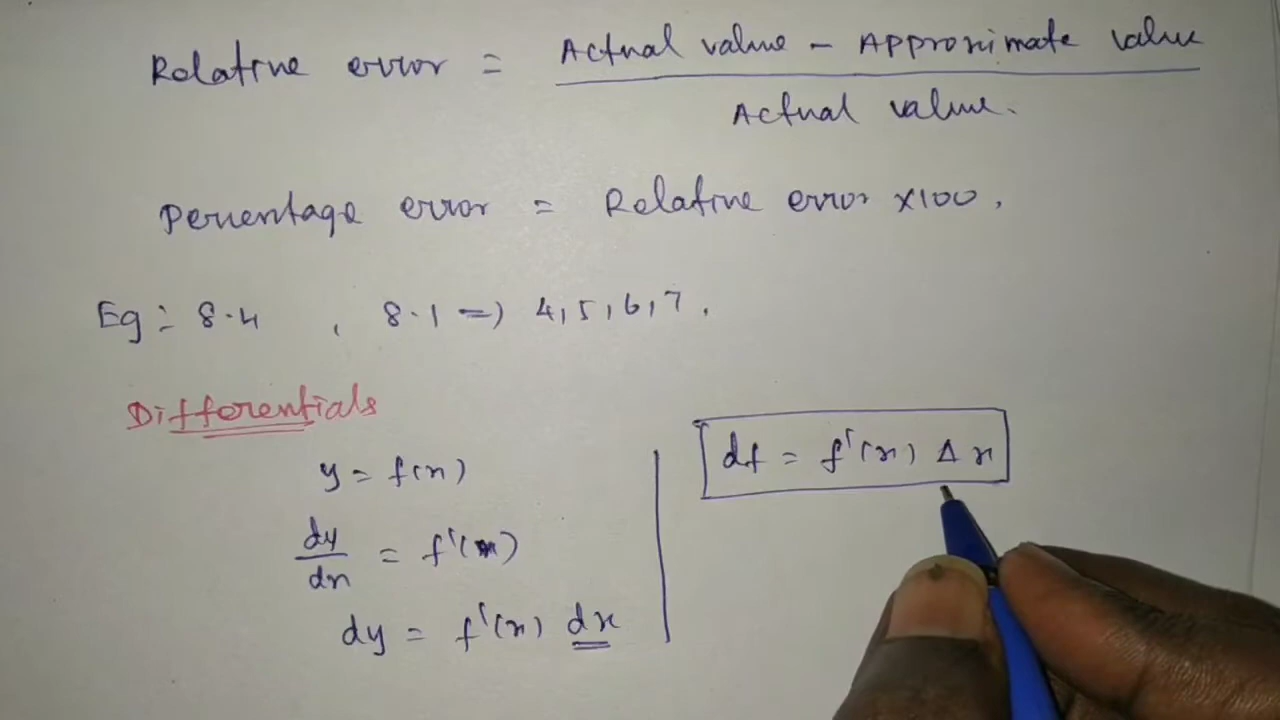 Relative error = Actual value - Approximate value
Actual value.
Percentage error = Relative error x100.
Eg:- 8.4 , 8.1 => 4,5,6,7.
Differentials
y = f(x)
dy
dx = f'(x)
dy = f'(x) dx
df = f'(x) Δx